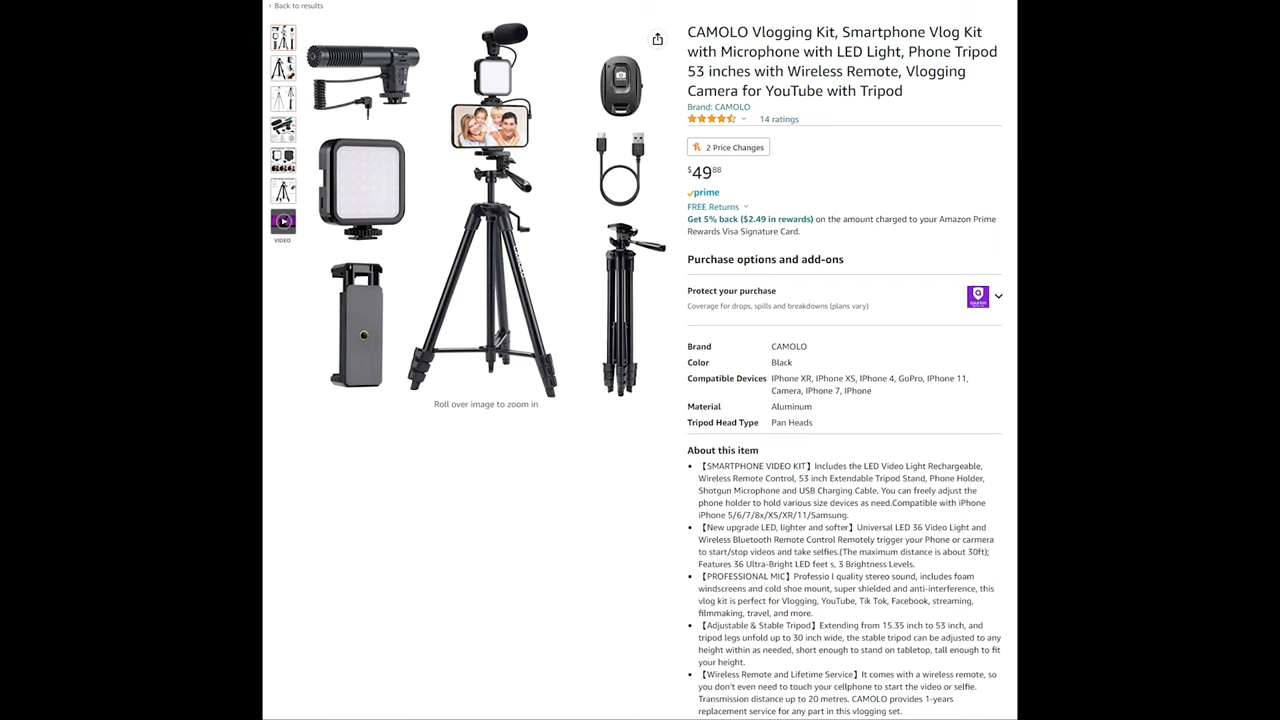 ‹ Back to results
VIDEO
Roll over image to zoom in
CAMOLO Vlogging Kit, Smartphone Vlog Kit
with Microphone with LED Light, Phone Tripod
53 inches with Wireless Remote, Vlogging
Camera for YouTube with Tripod
Brand: CAMOLO
14 ratings
2 Price Changes
$4988
prime
FREE Returns
Get 5% back ($2.49 in rewards) on the amount charged to your Amazon Prime
Rewards Visa Signature Card.
Purchase options and add-ons
Protect your purchase
Coverage for drops, spills and breakdowns (plans vary)
Brand CAMOLO
Color Black
Compatible Devices IPhone XR, IPhone XS, IPhone 4, GoPro, IPhone 11,
Camera, IPhone 7, IPhone
Material Aluminum
Tripod Head Type Pan Heads
About this item
• 【SMARTPHONE VIDEO KIT】Includes the LED Video Light Rechargeable,
Wireless Remote Control, 53 inch Extendable Tripod Stand, Phone Holder,
Shotgun Microphone and USB Charging Cable. You can freely adjust the
phone holder to hold various size devices as need.Compatible with iPhone
iPhone 5/6/7/8x/XS/XR/11/Samsung.
• 【New upgrade LED, lighter and softer】Universal LED 36 Video Light and
Wireless Bluetooth Remote Control Remotely trigger your Phone or carmera
to start/stop videos and take selfies.(The maximum distance is about 30ft);
Features 36 Ultra-Bright LED feet s, 3 Brightness Levels.
• 【PROFESSIONAL MIC】Professio l quality stereo sound, includes foam
windscreens and cold shoe mount, super shielded and anti-interference, this
vlog kit is perfect for Vlogging, YouTube, Tik Tok, Facebook, streaming,
filmmaking, travel, and more.
• 【Adjustable & Stable Tripod】Extending from 15.35 inch to 53 inch, and
tripod legs unfold up to 30 inch wide, the stable tripod can be adjusted to any
height within as needed, short enough to stand on tabletop, tall enough to fit
your height.
• 【Wireless Remote and Lifetime Service】It comes with a wireless remote, so
you don't even need to touch your cellphone to start the video or selfie.
Transmission distance up to 20 metres. CAMOLO provides 1-years
replacement service for any part in this vlogging set.